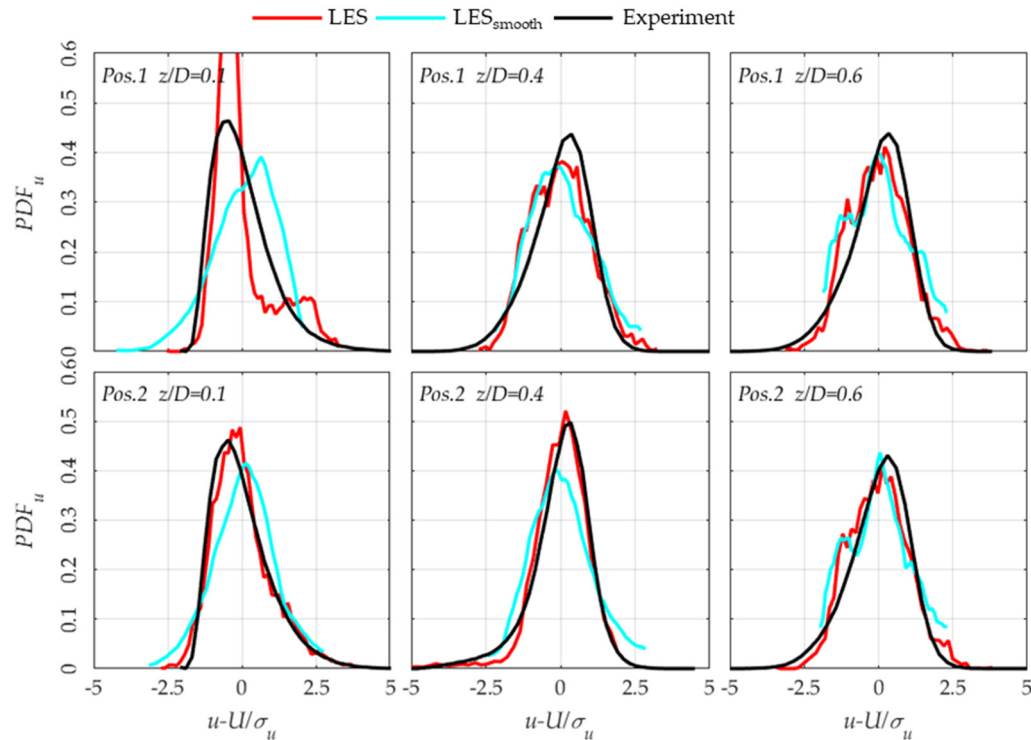 LES LES_smooth Experiment
Pos.1 z/D=0.1 Pos.1 z/D=0.4 Pos.1 z/D=0.6
0.6
0.5
0.4
0.3
0.2
0.1
0
PDF_u
Pos.2 z/D=0.1 Pos.2 z/D=0.4 Pos.2 z/D=0.6
0.6
0.5
0.4
0.3
0.2
0.1
0
PDF_u
-5 -2.5 0 2.5 5 -5 -2.5 0 2.5 5 -5 -2.5 0 2.5 5
u-U/σ_u u-U/σ_u u-U/σ_u